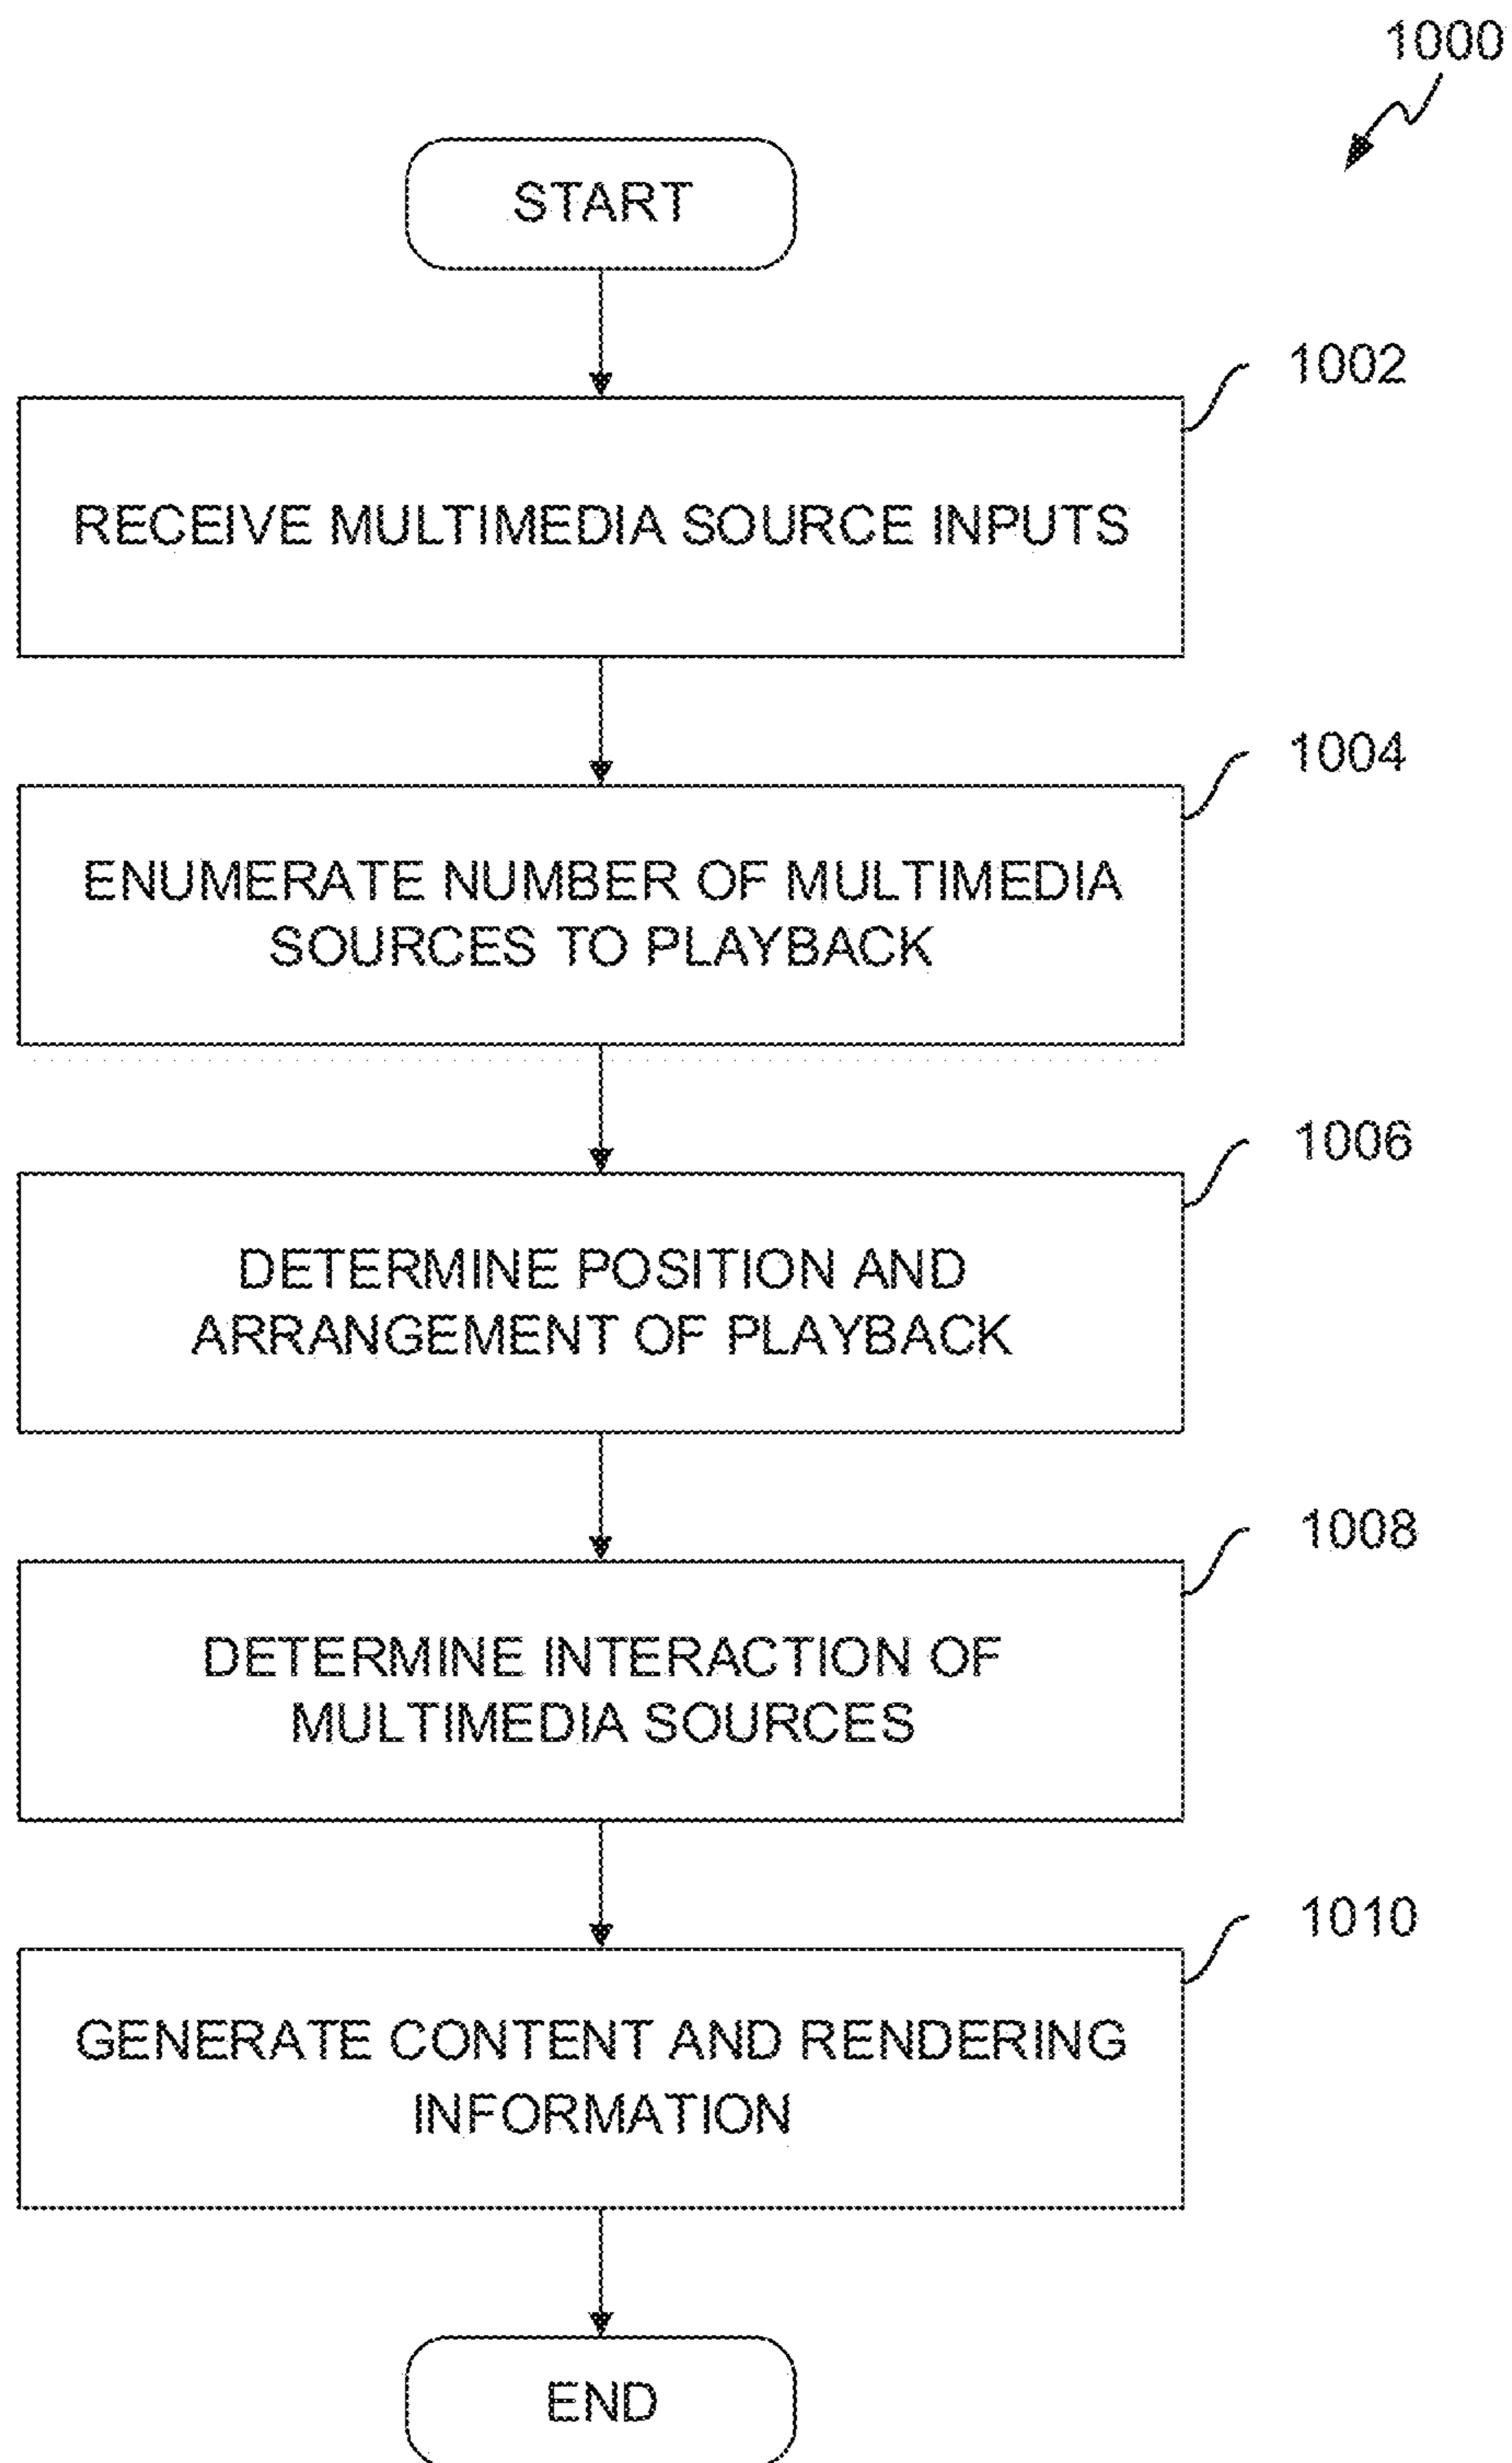 1000
START
1002
RECEIVE MULTIMEDIA SOURCE INPUTS
1004
ENUMERATE NUMBER OF MULTIMEDIA
SOURCES TO PLAYBACK
1006
DETERMINE POSITION AND
ARRANGEMENT OF PLAYBACK
1008
DETERMINE INTERACTION OF
MULTIMEDIA SOURCES
1010
GENERATE CONTENT AND RENDERING
INFORMATION
END